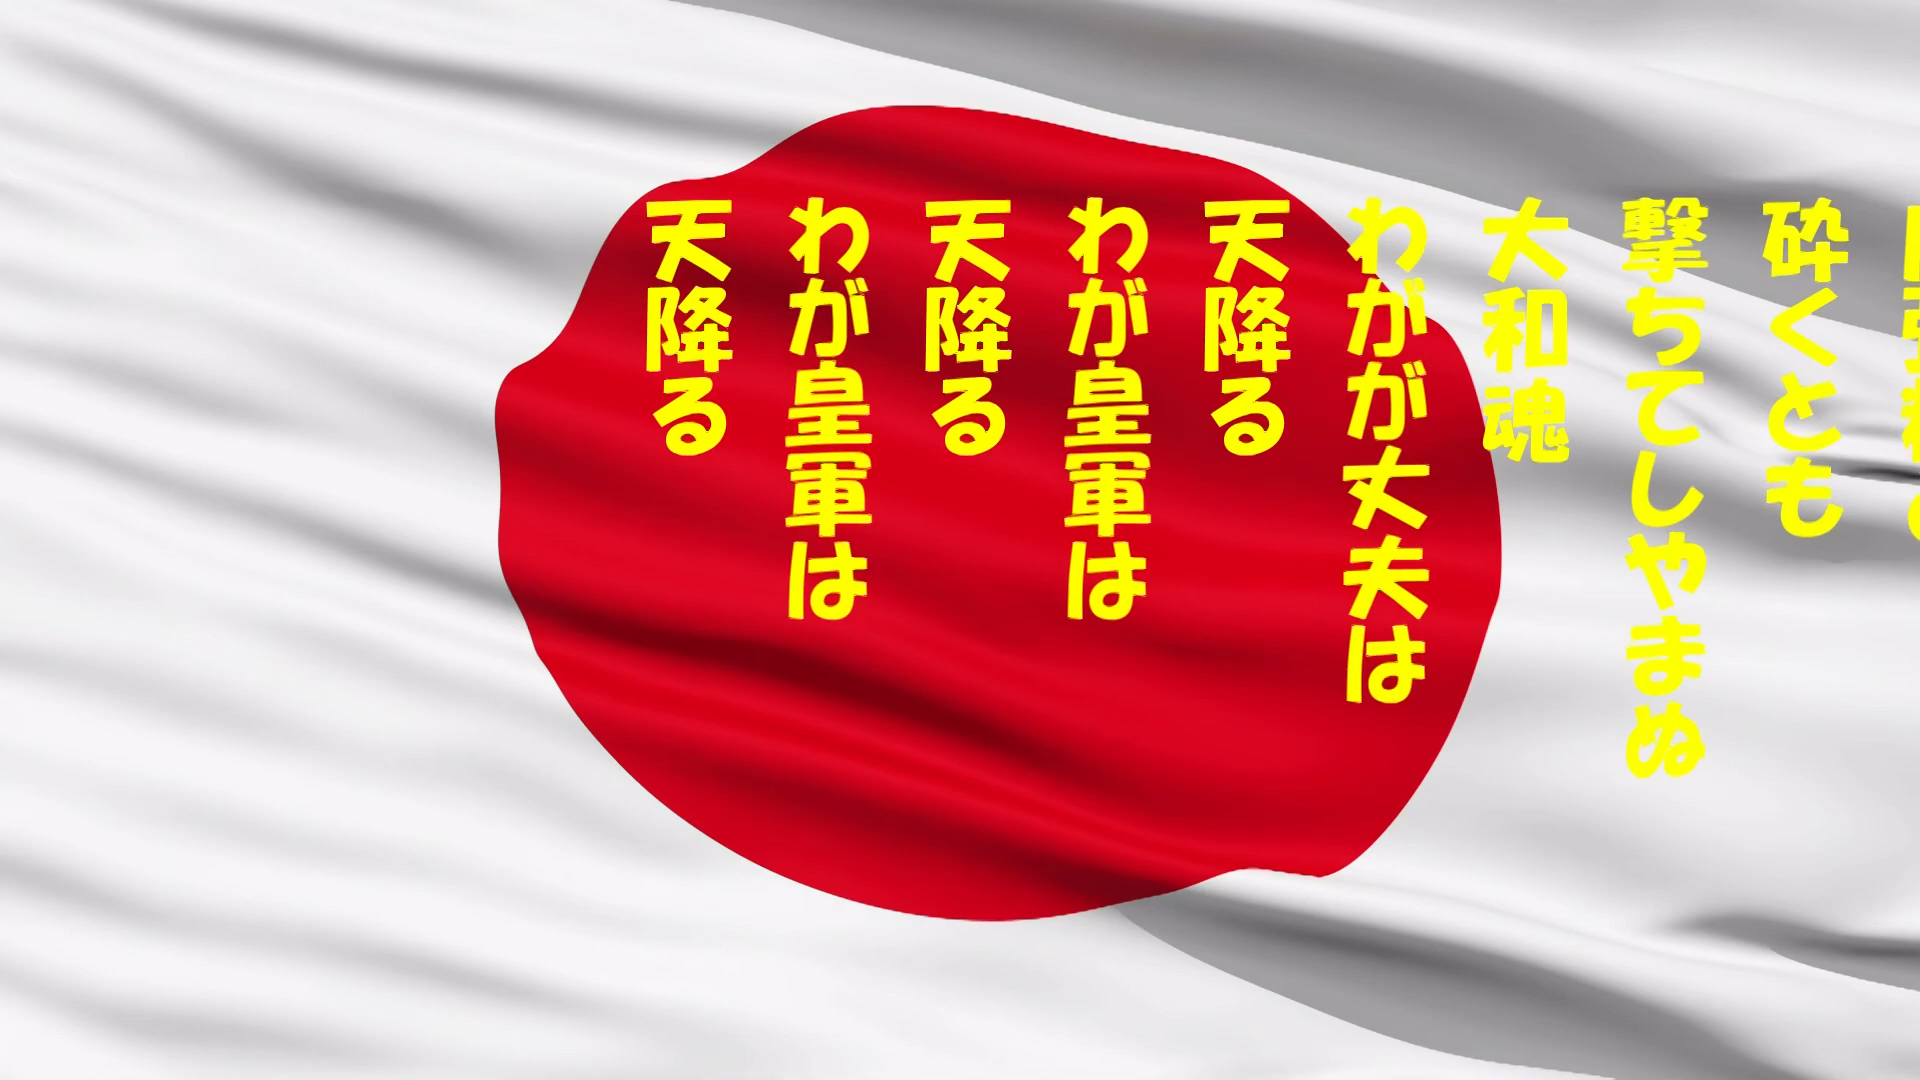 砕くとも
撃ちてしやまぬ
大和魂
わがが丈夫は
天降る
わが皇軍は
天降る
わが皇軍は
天降る